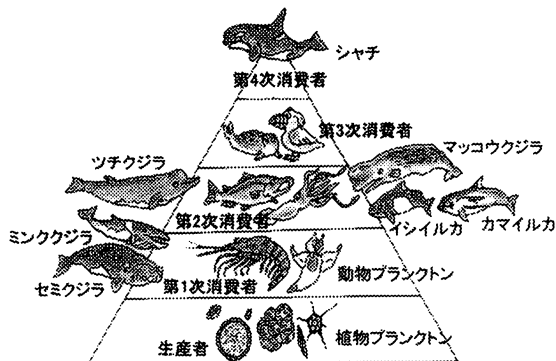 シャチ
第4次消費者
第3次消費者
ツチクジラ
マッコウクジラ
第2次消費者
イシイルカ
カマイルカ
ミンククジラ
セミクジラ
第1次消費者
動物プランクトン
生産者
植物プランクトン